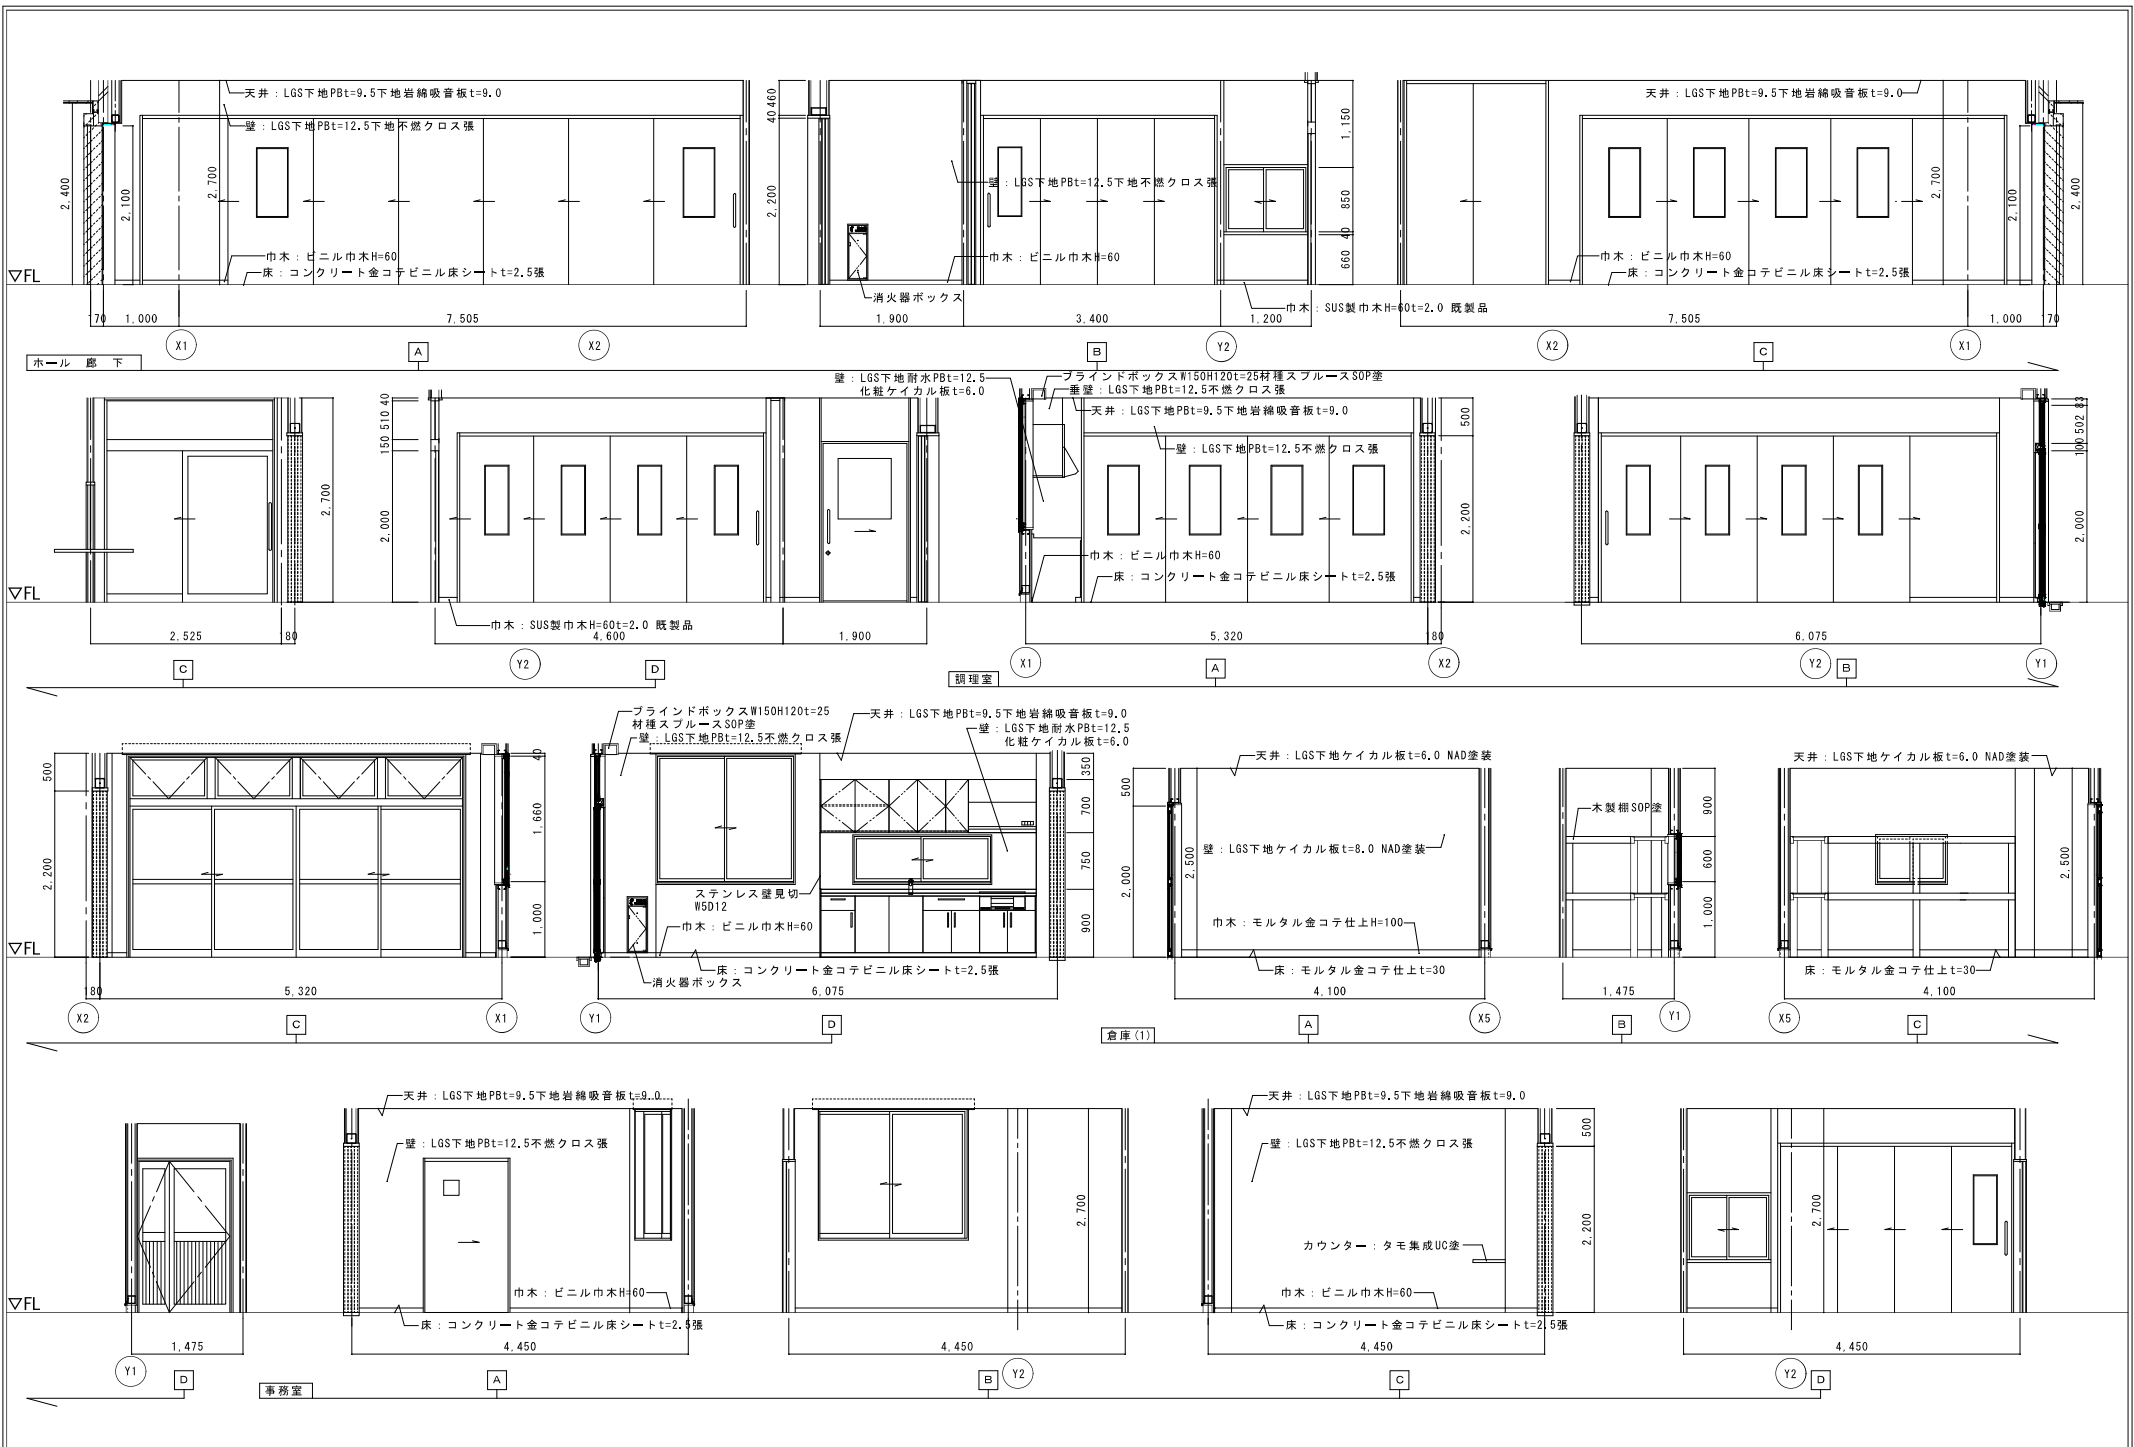 天井：LGS下地PBt=9.5下地岩綿吸音板t=9.0
壁：LGS下地PBt=12.5下地不燃クロス張
2,400
2,100
2,700
巾木：ビニル巾木H=60
床：コンクリート金コテビニル床シートt=2.5張
▽FL
170
1,000
7,505
X1
X2
A
ホール 廊 下
40460
2,200
壁：LGS下地PBt=12.5下地不燃クロス張
巾木：ビニル巾木H=60
消火器ボックス
巾木：SUS製巾木H=60t=2.0 既製品
1,150
850
40
660
1,900
3,400
1,200
B
Y2
天井：LGS下地PBt=9.5下地岩綿吸音板t=9.0
2,700
2,100
2,400
巾木：ビニル巾木H=60
床：コンクリート金コテビニル床シートt=2.5張
7,505
1,000
170
X2
C
X1
▽FL
2,700
2,525
180
C
150 510 40
2,000
巾木：SUS製巾木H=60t=2.0 既製品
4,600
1,900
Y2
D
壁：LGS下地耐水PBt=12.5
化粧ケイカル板t=6.0
ブラインドボックスW150H120t=25材種スプルースSOP塗
垂壁：LGS下地PBt=12.5不燃クロス張
天井：LGS下地PBt=9.5下地岩綿吸音板t=9.0
壁：LGS下地PBt=12.5不燃クロス張
巾木：ビニル巾木H=60
床：コンクリート金コテビニル床シートt=2.5張
500
2,200
5,320
180
X1
A
X2
調理室
100 502 83
2,000
6,075
Y2
B
Y1
▽FL
500
2,200
40
1,660
1,000
180
5,320
X2
C
X1
ブラインドボックスW150H120t=25
材種スプルースSOP塗
壁：LGS下地PBt=12.5不燃クロス張
天井：LGS下地PBt=9.5下地岩綿吸音板t=9.0
壁：LGS下地耐水PBt=12.5
化粧ケイカル板t=6.0
ステンレス壁見切
W5D12
巾木：ビニル巾木H=60
床：コンクリート金コテビニル床シートt=2.5張
消火器ボックス
350
700
750
900
6,075
Y1
D
天井：LGS下地ケイカル板t=6.0 NAD塗装
500
2,000
2,500
壁：LGS下地ケイカル板t=8.0 NAD塗装
巾木：モルタル金コテ仕上H=100
床：モルタル金コテ仕上t=30
4,100
A
X5
倉庫(1)
木製棚SOP塗
900
600
1,000
1,475
B
Y1
天井：LGS下地ケイカル板t=6.0 NAD塗装
2,500
床：モルタル金コテ仕上t=30
4,100
X5
C
▽FL
1,475
Y1
D
天井：LGS下地PBt=9.5下地岩綿吸音板t=9.0
壁：LGS下地PBt=12.5不燃クロス張
巾木：ビニル巾木H=60
床：コンクリート金コテビニル床シートt=2.5張
4,450
A
事務室
2,700
4,450
B
Y2
天井：LGS下地PBt=9.5下地岩綿吸音板t=9.0
壁：LGS下地PBt=12.5不燃クロス張
カウンター：タモ集成UC塗
巾木：ビニル巾木H=60
床：コンクリート金コテビニル床シートt=2.5張
500
2,200
4,450
C
2,700
4,450
Y2
D